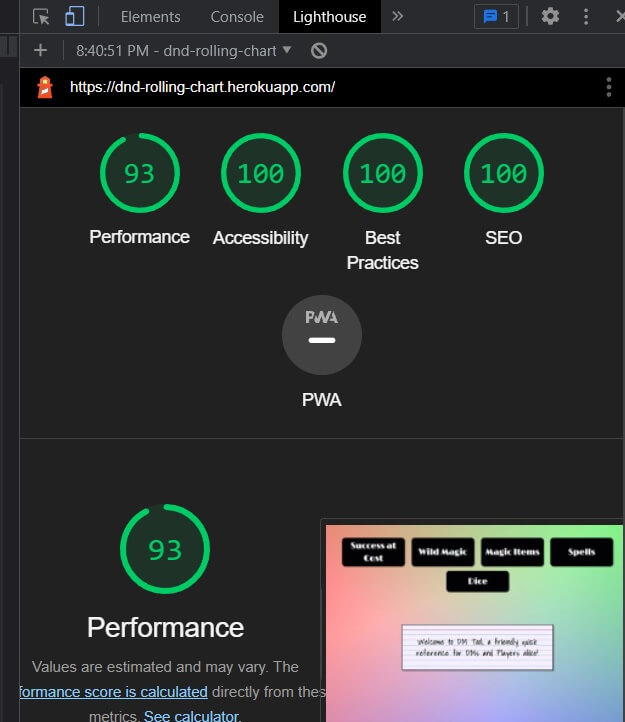 Elements Console Lighthouse 1
8:40:51 PM - dnd-rolling-chart
https://dnd-rolling-chart.herokuapp.com/
93 100 100 100
Performance Accessibility Best Practices SEO
PWA
PWA
93
Performance
Values are estimated and may vary. The
formance score is calculated directly from thes
metrics. See calculator.
Success at Cost Wild Magic Magic Items Spells
Dice
Welcome to DM Tad, a friendly quick
reference for DMs and Players alike!